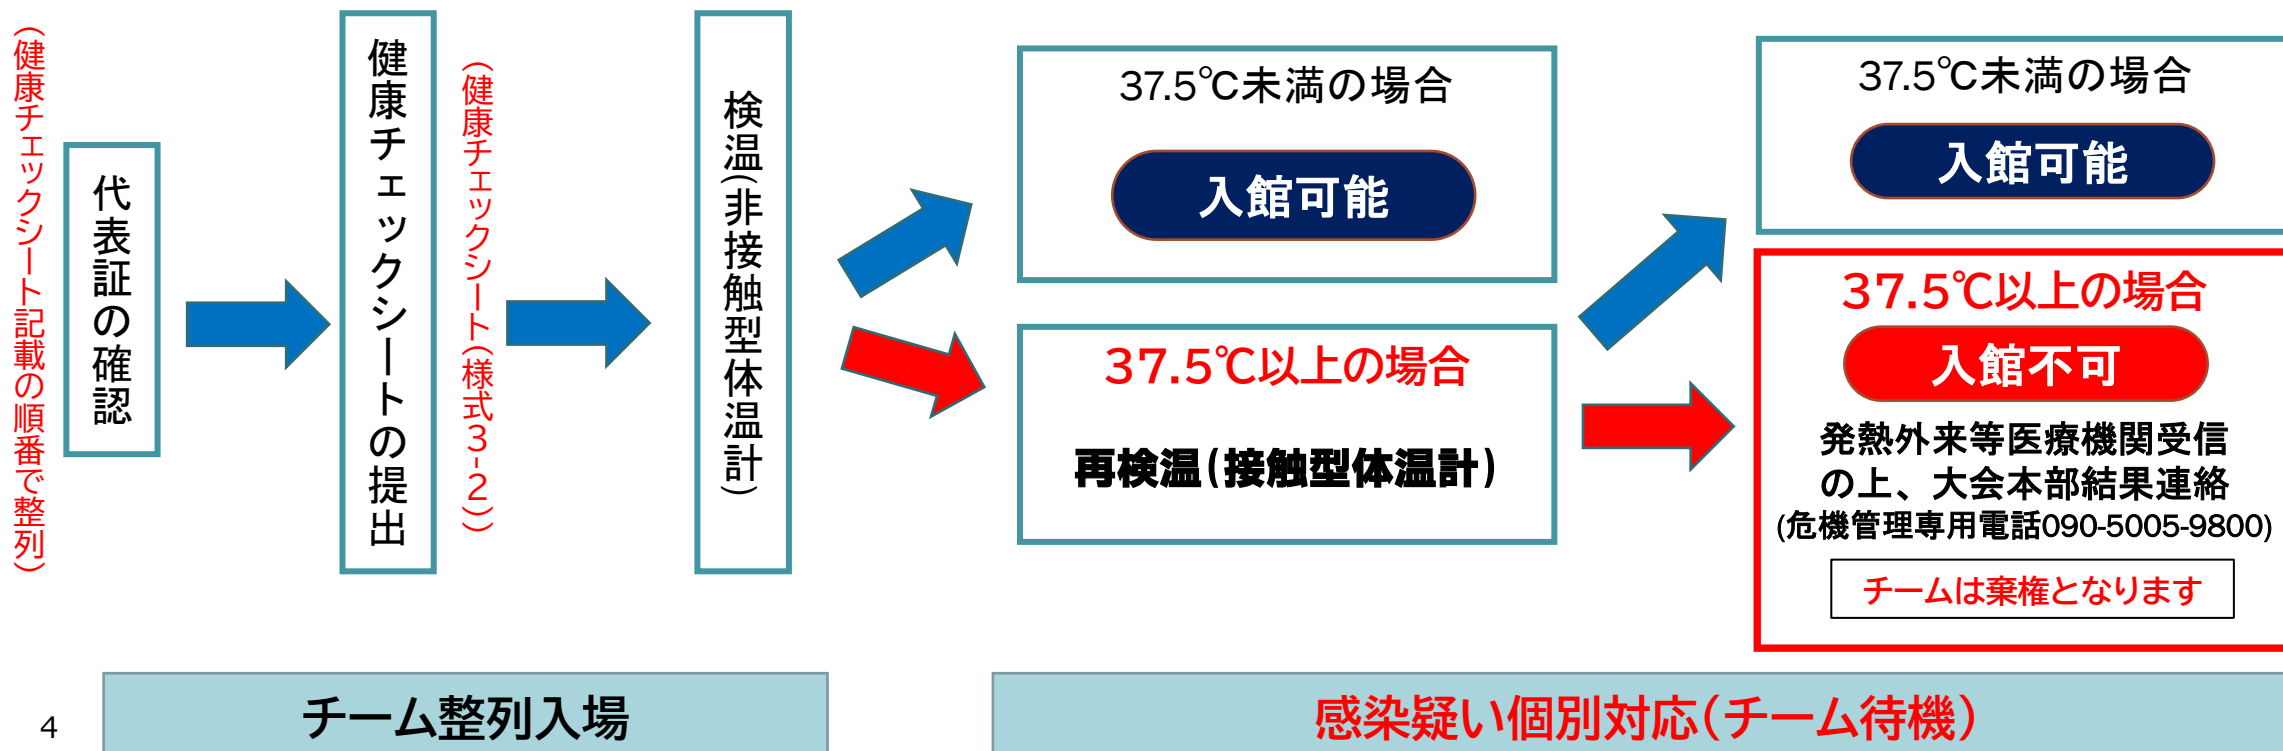 (健康チェックシート記載の順番で整列)
代表証の確認
健康チェックシートの提出
(健康チェックシート(様式3-2))
検温(非接触型体温計)
37.5℃未満の場合
入館可能
37.5℃以上の場合
再検温(接触型体温計)
37.5℃未満の場合
入館可能
37.5℃以上の場合
入館不可
発熱外来等医療機関受信
の上、大会本部結果連絡
(危機管理専用電話090-5005-9800)
チームは棄権となります
チーム整列入場
感染疑い個別対応(チーム待機)
4